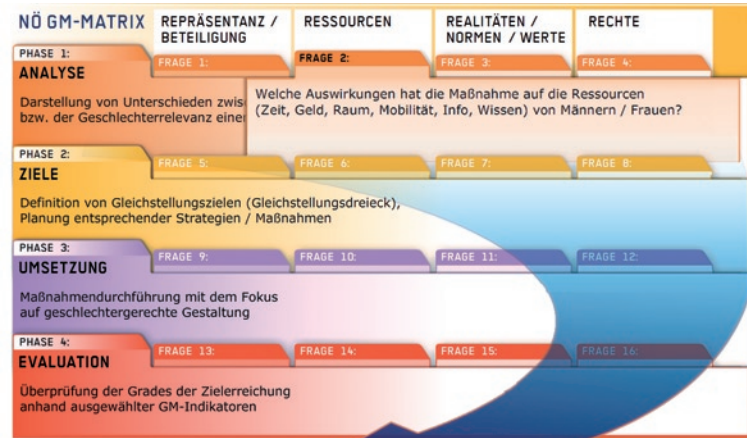 NÖ GM-MATRIX
REPRÄSENTANZ /
BETEILIGUNG
RESSOURCEN
REALITÄTEN /
NORMEN / WERTE
RECHTE
PHASE 1:
ANALYSE
FRAGE 1:
FRAGE 2:
FRAGE 3:
FRAGE 4:
Darstellung von Unterschieden zwis
bzw. der Geschlechterrelevanz eine
Welche Auswirkungen hat die Maßnahme auf die Ressourcen
(Zeit, Geld, Raum, Mobilität, Info, Wissen) von Männern / Frauen?
PHASE 2:
ZIELE
FRAGE 5:
FRAGE 6:
FRAGE 7:
FRAGE 8:
Definition von Gleichstellungszielen (Gleichstellungsdreieck),
Planung entsprechender Strategien / Maßnahmen
PHASE 3:
UMSETZUNG
FRAGE 9:
FRAGE 10:
FRAGE 11:
FRAGE 12:
Maßnahmendurchführung mit dem Fokus
auf geschlechtergerechte Gestaltung
PHASE 4:
EVALUATION
FRAGE 13:
FRAGE 14:
FRAGE 15:
FRAGE 16:
Überprüfung der Grades der Zielerreichung
anhand ausgewählter GM-Indikatoren